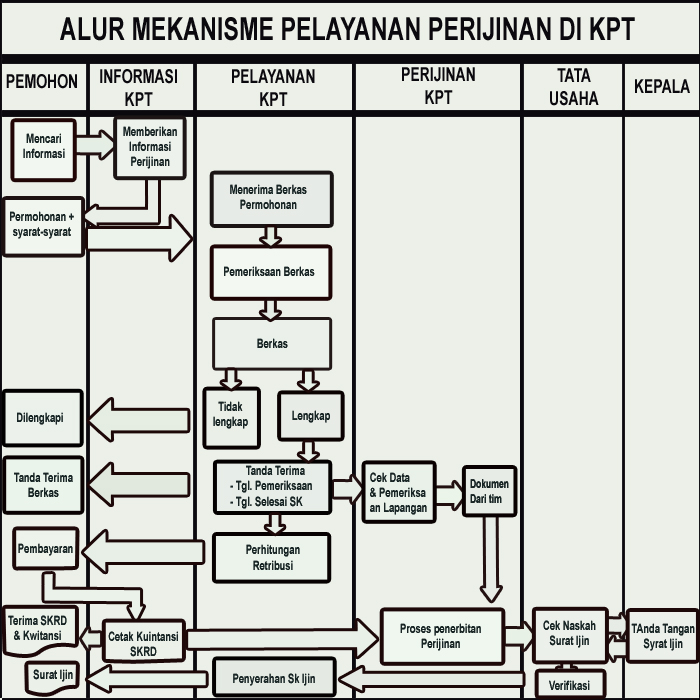 ALUR MEKANISME PELAYANAN PERIJINAN DI KPT
PEMOHON
INFORMASI
KPT
PELAYANAN
KPT
PERIJINAN
KPT
TATA
USAHA
KEPALA
Mencari
Informasi
Memberikan
Informasi
Perijinan
Permohonan +
syarat-syarat
Menerima Berkas
Permohonan
Pemeriksaan Berkas
Berkas
Tidak
lengkap
Lengkap
Dilengkapi
Tanda Terima
- Tgl. Pemeriksaan
- Tgl. Selesai SK
Tanda Terima
Berkas
Cek Data
& Pemeriksa
an Lapangan
Dokumen
Dari tim
Perhitungan
Retribusi
Pembayaran
Terima SKRD
& Kwitansi
Cetak Kuintansi
SKRD
Proses penerbitan
Perijinan
Cek Naskah
Surat Ijin
TAnda Tangan
Syrat Ijin
Verifikasi
Penyerahan Sk Ijin
Surat Ijin